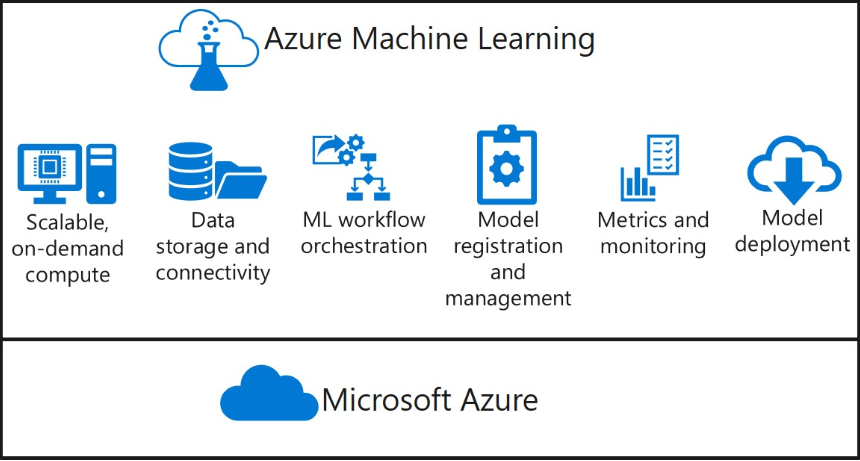 Azure Machine Learning
Scalable,
on-demand
compute
Data
storage and
connectivity
ML workflow
orchestration
Model
registration
and
management
Metrics and
monitoring
Model
deployment
Microsoft Azure